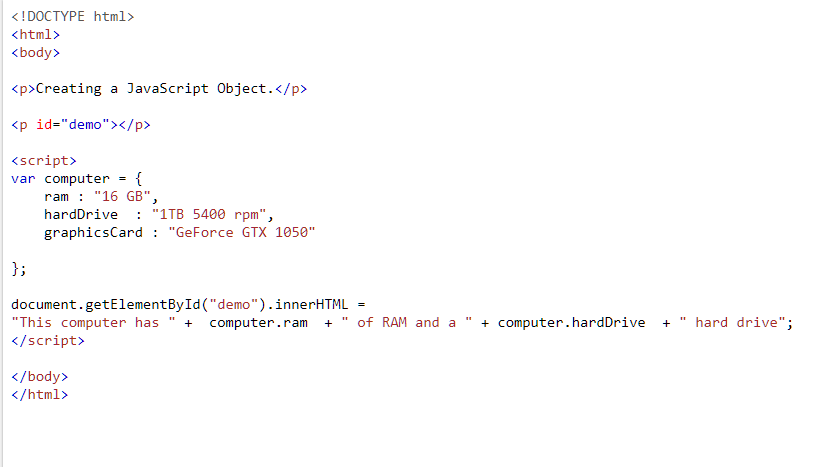 <!DOCTYPE html>
<html>
<body>
<p>Creating a JavaScript Object.</p>
<p id="demo"></p>
<script>
var computer = {
    ram : "16 GB",
    hardDrive  : "1TB 5400 rpm",
    graphicsCard : "GeForce GTX 1050"
};
document.getElementById("demo").innerHTML =
"This computer has " +  computer.ram  + " of RAM and a " + computer.hardDrive  + " hard drive";
</script>
</body>
</html>